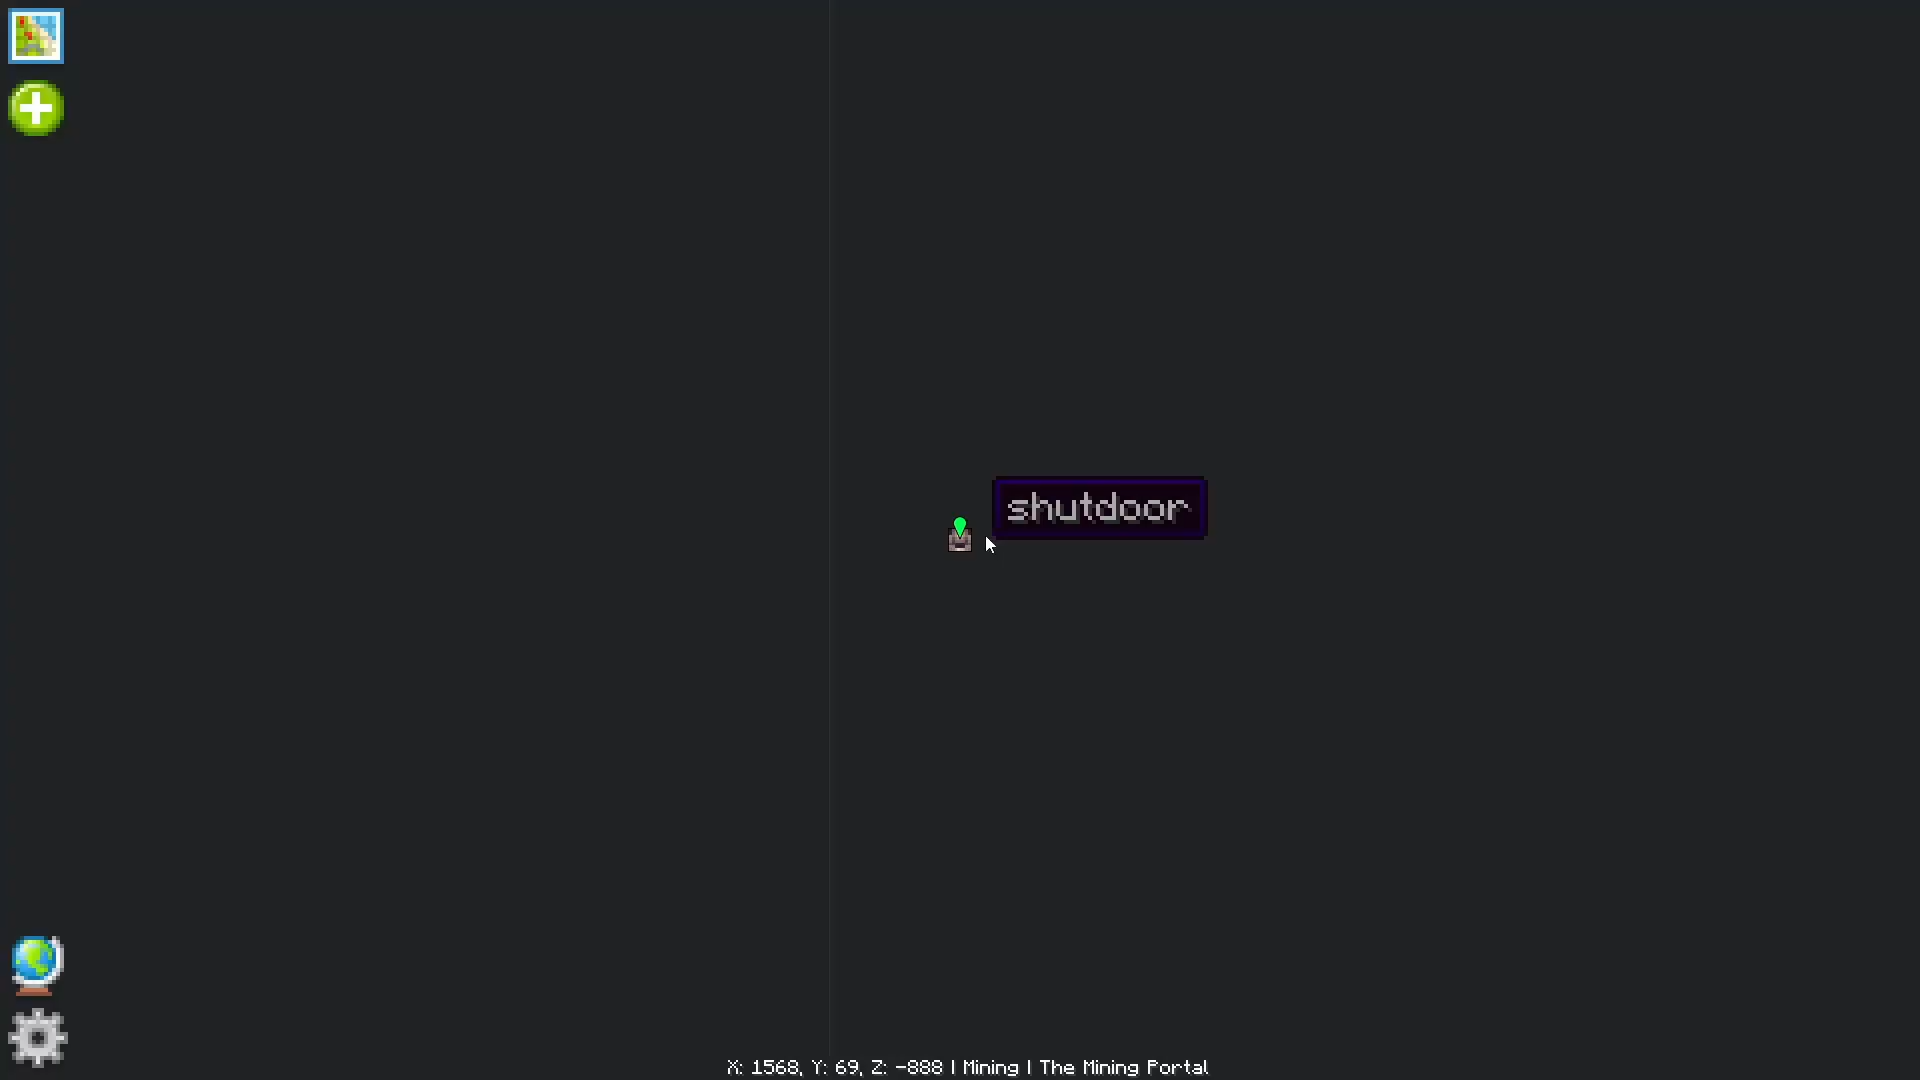 shutdoor
X: 1568, Y: 69, Z: -888 | Mining | The Mining Portal